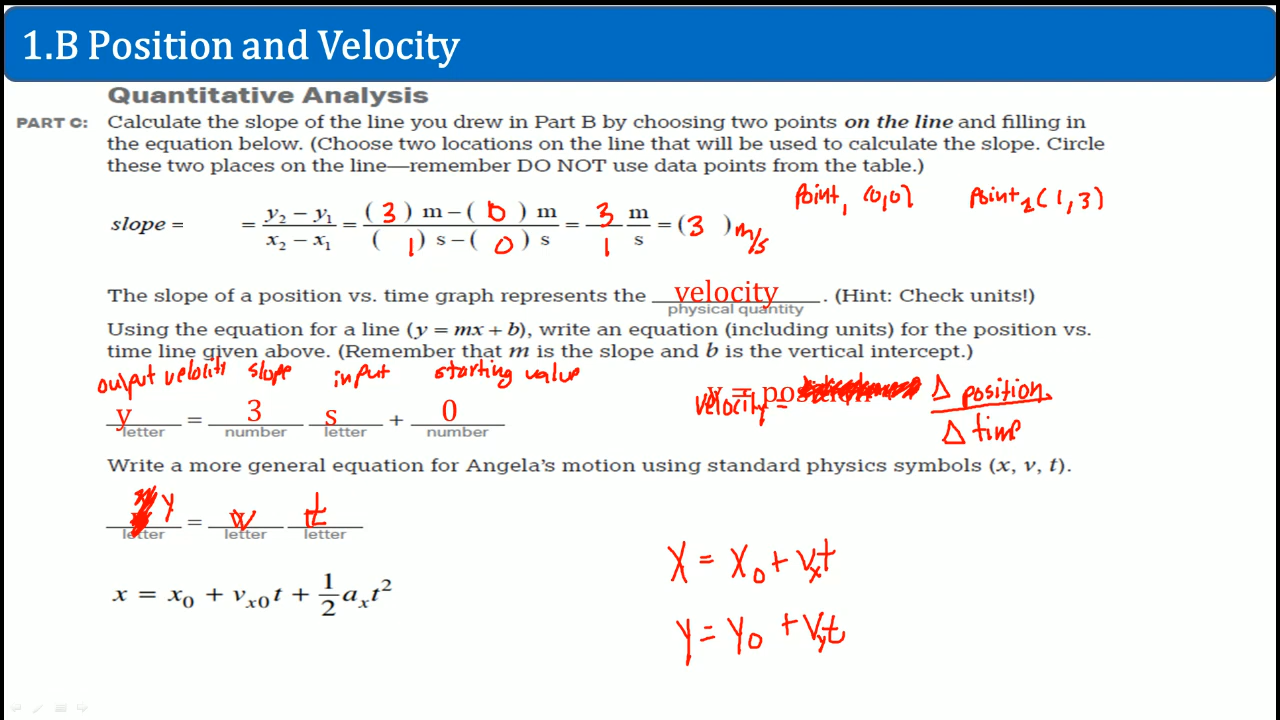 1.B Position and Velocity
Quantitative Analysis
PART C: Calculate the slope of the line you drew in Part B by choosing two points on the line and filling in
the equation below. (Choose two locations on the line that will be used to calculate the slope. Circle
these two places on the line—remember DO NOT use data points from the table.)
Point₁ (0,0) Point₂ (1,3)
slope = = y₂ − y₁ / x₂ − x₁ = (3) m − (0) m / (1) s − (0) s = 3/1 m/s = (3) m/s
The slope of a position vs. time graph represents the velocity. (Hint: Check units!)
physical quantity
Using the equation for a line (y = mx + b), write an equation (including units) for the position vs.
time line given above. (Remember that m is the slope and b is the vertical intercept.)
output velociti slope input starting value
y = 3 s + 0
letter number letter number
velocity = Δ position / Δ time
Write a more general equation for Angela's motion using standard physics symbols (x, v, t).
y = v t
letter letter letter
x = x₀ + vₓt
x = x₀ + vₓ₀t + 1/2 aₓt²
y = y₀ + v_y t